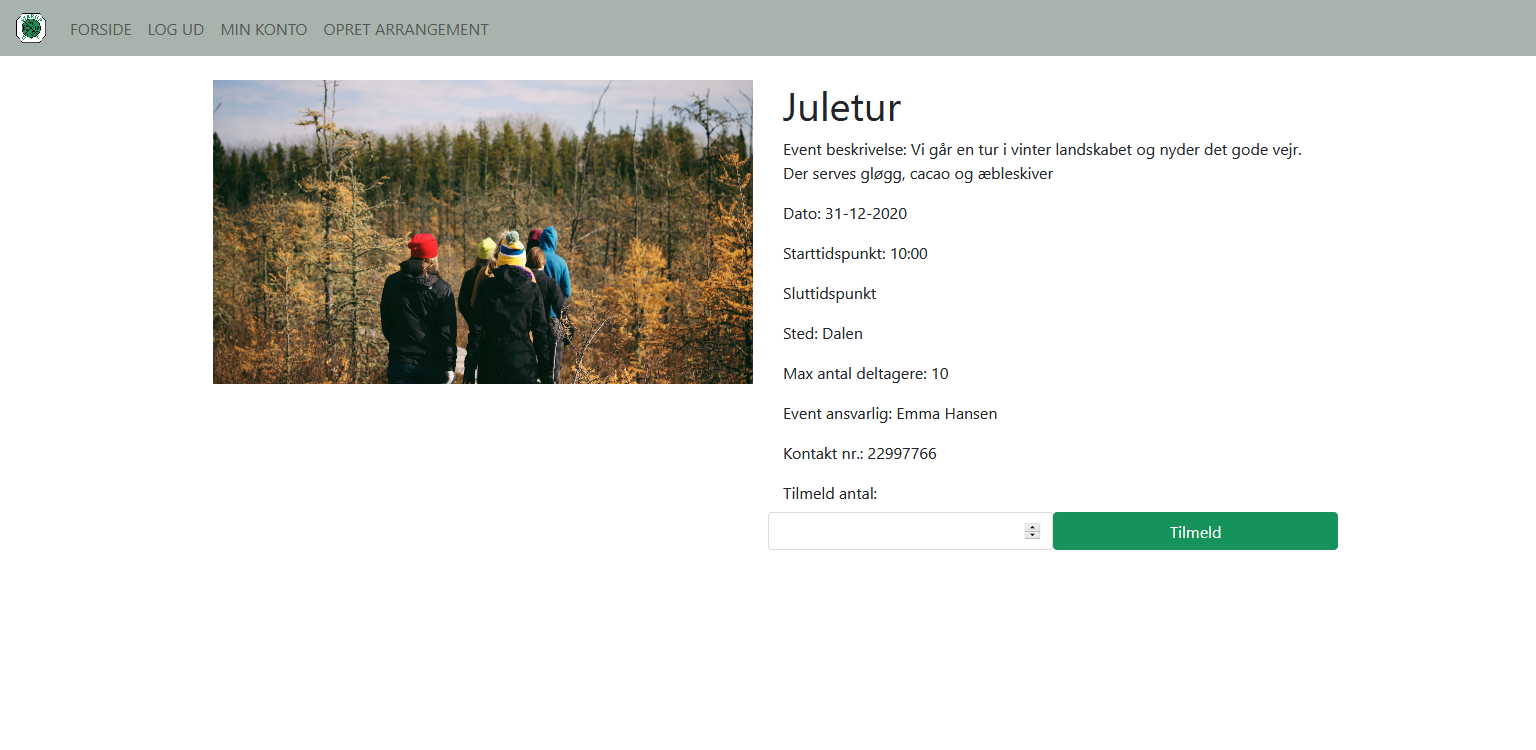 FORSIDE LOG UD MIN KONTO OPRET ARRANGEMENT
Juletur
Event beskrivelse: Vi går en tur i vinter landskabet og nyder det gode vejr.
Der serves gløgg, cacao og æbleskiver
Dato: 31-12-2020
Starttidspunkt: 10:00
Sluttidspunkt
Sted: Dalen
Max antal deltagere: 10
Event ansvarlig: Emma Hansen
Kontakt nr.: 22997766
Tilmeld antal:
Tilmeld